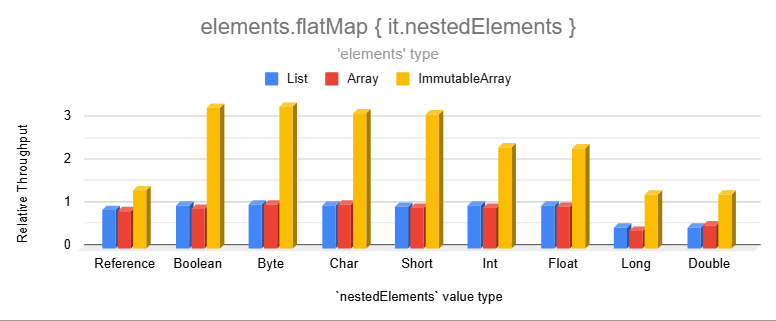 elements.flatMap { it.nestedElements }
'elements' type
List Array ImmutableArray
Relative Throughput
3
2
1
0
Reference Boolean Byte Char Short Int Float Long Double
`nestedElements` value type